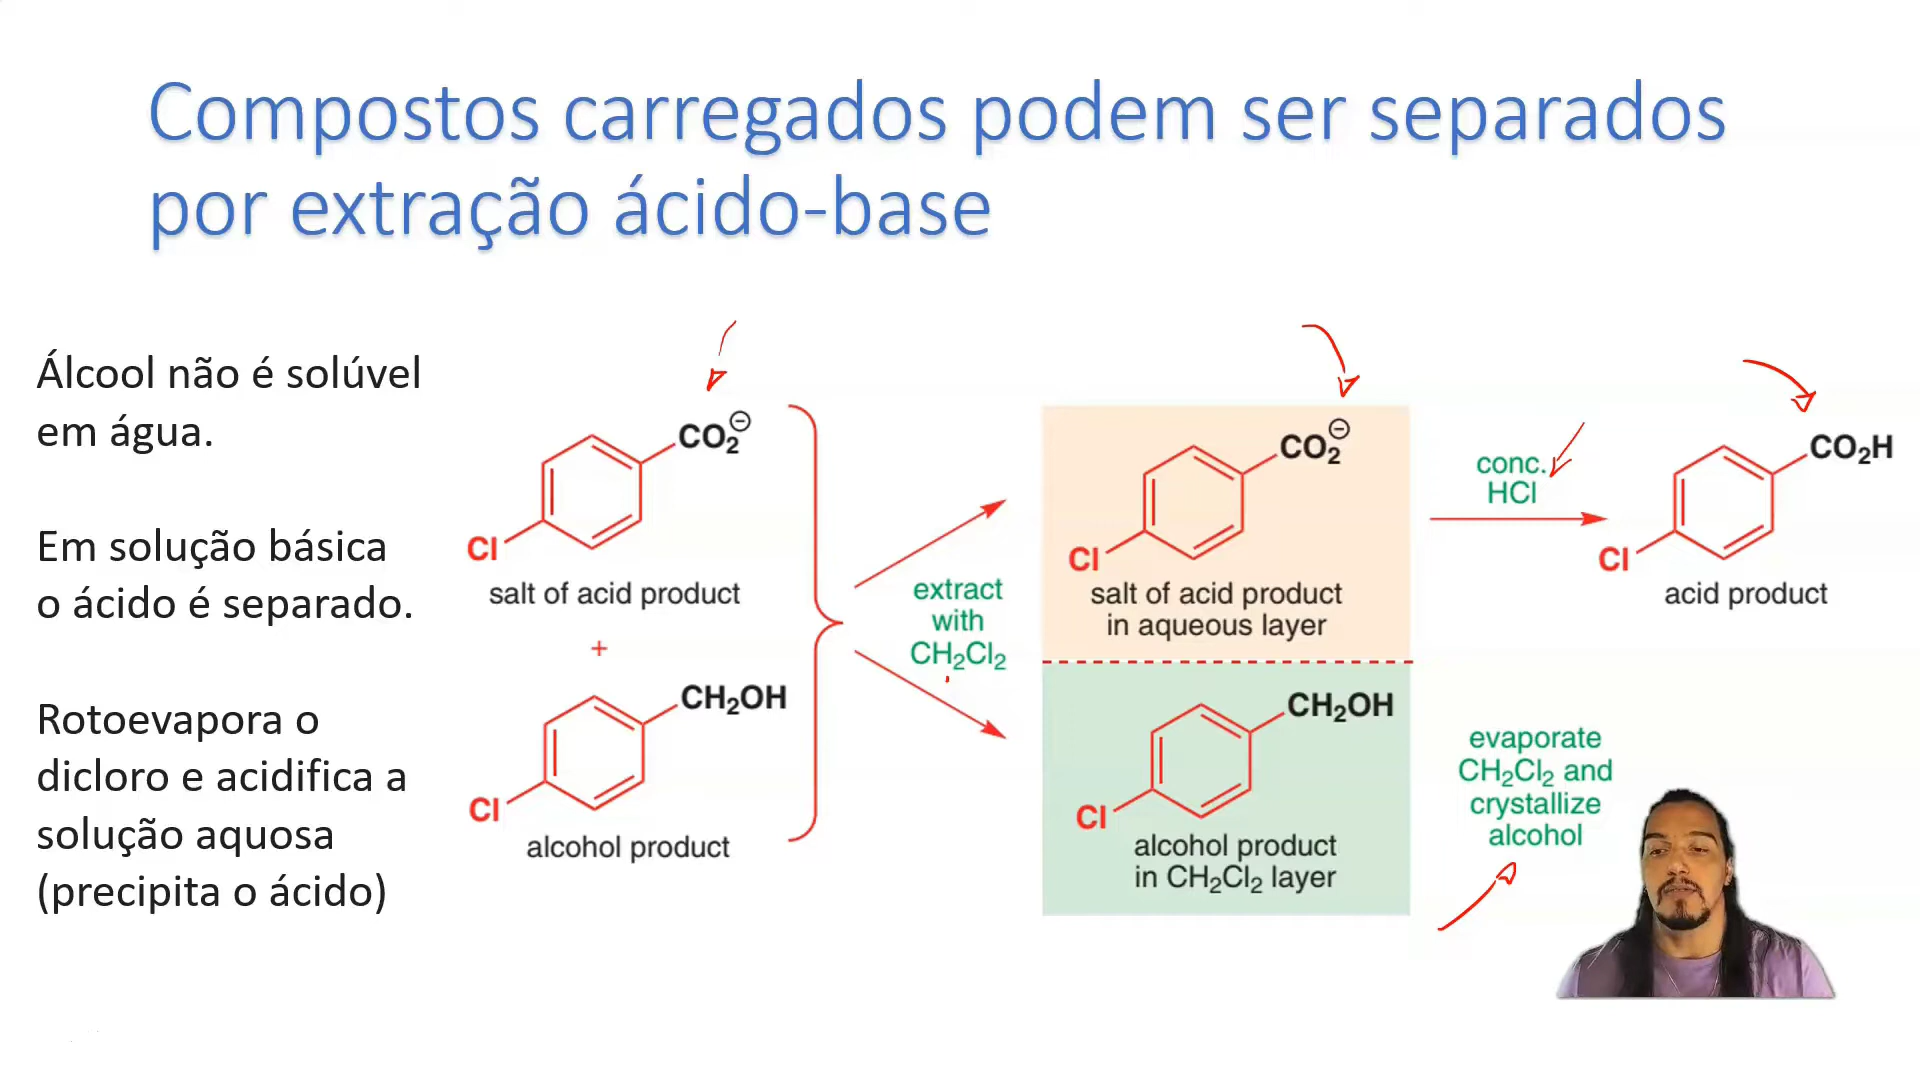 Compostos carregados podem ser separados
por extração ácido-base
Álcool não é solúvel
em água.
Em solução básica
o ácido é separado.
Rotoevapora o
dicloro e acidifica a
solução aquosa
(precipita o ácido)
CO₂⊖
Cl
salt of acid product
+
CH₂OH
Cl
alcohol product
extract
with
CH₂Cl₂
CO₂⊖
Cl
salt of acid product
in aqueous layer
CH₂OH
Cl
alcohol product
in CH₂Cl₂ layer
conc.
HCl
CO₂H
Cl
acid product
evaporate
CH₂Cl₂ and
crystallize
alcohol